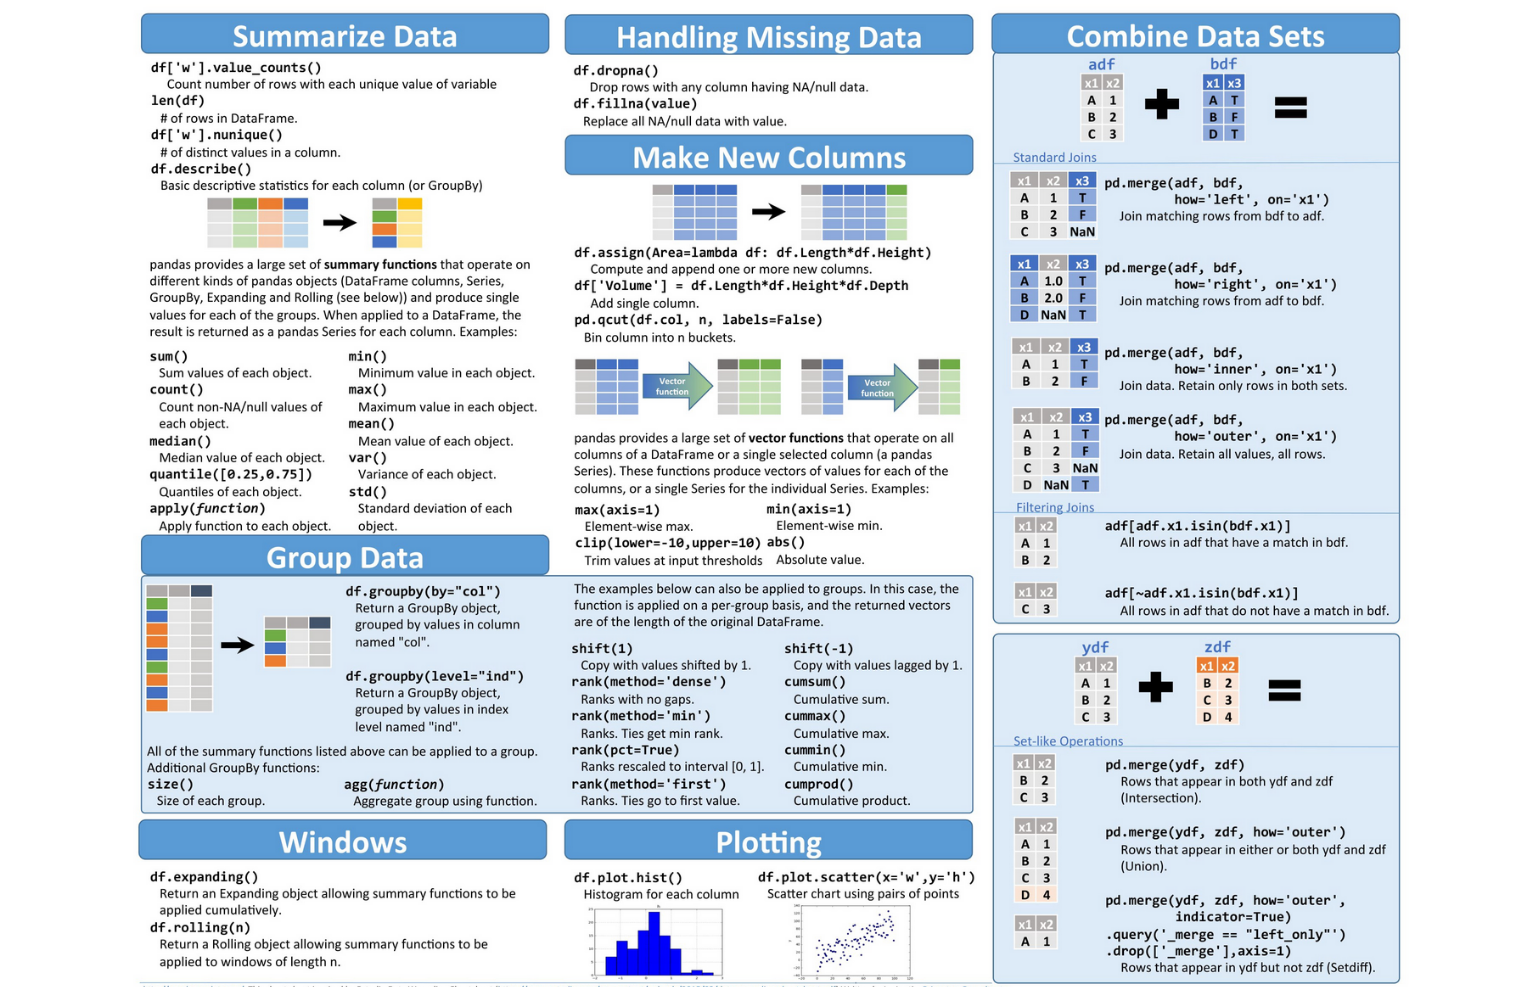 Summarize Data
df['w'].value_counts()
Count number of rows with each unique value of variable
len(df)
# of rows in DataFrame.
df['w'].nunique()
# of distinct values in a column.
df.describe()
Basic descriptive statistics for each column (or GroupBy)
pandas provides a large set of summary functions that operate on
different kinds of pandas objects (DataFrame columns, Series,
GroupBy, Expanding and Rolling (see below)) and produce single
values for each of the groups. When applied to a DataFrame, the
result is returned as a pandas Series for each column. Examples:
sum()
Sum values of each object.
count()
Count non-NA/null values of
each object.
median()
Median value of each object.
quantile([0.25,0.75])
Quantiles of each object.
apply(function)
Apply function to each object.
min()
Minimum value in each object.
max()
Maximum value in each object.
mean()
Mean value of each object.
var()
Variance of each object.
std()
Standard deviation of each
object.
Group Data
df.groupby(by="col")
Return a GroupBy object,
grouped by values in column
named "col".
df.groupby(level="ind")
Return a GroupBy object,
grouped by values in index
level named "ind".
All of the summary functions listed above can be applied to a group.
Additional GroupBy functions:
size()
Size of each group.
agg(function)
Aggregate group using function.
Windows
df.expanding()
Return an Expanding object allowing summary functions to be
applied cumulatively.
df.rolling(n)
Return a Rolling object allowing summary functions to be
applied to windows of length n.
Handling Missing Data
df.dropna()
Drop rows with any column having NA/null data.
df.fillna(value)
Replace all NA/null data with value.
Make New Columns
df.assign(Area=lambda df: df.Length*df.Height)
Compute and append one or more new columns.
df['Volume'] = df.Length*df.Height*df.Depth
Add single column.
pd.qcut(df.col, n, labels=False)
Bin column into n buckets.
Vector
function
Vector
function
pandas provides a large set of vector functions that operate on all
columns of a DataFrame or a single selected column (a pandas
Series). These functions produce vectors of values for each of the
columns, or a single Series for the individual Series. Examples:
max(axis=1)
Element-wise max.
clip(lower=-10,upper=10)
Trim values at input thresholds
min(axis=1)
Element-wise min.
abs()
Absolute value.
The examples below can also be applied to groups. In this case, the
function is applied on a per-group basis, and the returned vectors
are of the length of the original DataFrame.
shift(1)
Copy with values shifted by 1.
rank(method='dense')
Ranks with no gaps.
rank(method='min')
Ranks. Ties get min rank.
rank(pct=True)
Ranks rescaled to interval [0, 1].
rank(method='first')
Ranks. Ties go to first value.
shift(-1)
Copy with values lagged by 1.
cumsum()
Cumulative sum.
cummax()
Cumulative max.
cummin()
Cumulative min.
cumprod()
Cumulative product.
Plotting
df.plot.hist()
Histogram for each column
df.plot.scatter(x='w',y='h')
Scatter chart using pairs of points
Combine Data Sets
adf
x1 x2
A 1
B 2
C 3
bdf
x1 x3
A T
B F
D T
Standard Joins
x1 x2 x3
A 1 T
B 2 F
C 3 NaN
pd.merge(adf, bdf,
how='left', on='x1')
Join matching rows from bdf to adf.
x1 x2 x3
A 1.0 T
B 2.0 F
D NaN T
pd.merge(adf, bdf,
how='right', on='x1')
Join matching rows from adf to bdf.
x1 x2 x3
A 1 T
B 2 F
pd.merge(adf, bdf,
how='inner', on='x1')
Join data. Retain only rows in both sets.
x1 x2 x3
A 1 T
B 2 F
C 3 NaN
D NaN T
pd.merge(adf, bdf,
how='outer', on='x1')
Join data. Retain all values, all rows.
Filtering Joins
x1 x2
A 1
B 2
adf[adf.x1.isin(bdf.x1)]
All rows in adf that have a match in bdf.
x1 x2
C 3
adf[~adf.x1.isin(bdf.x1)]
All rows in adf that do not have a match in bdf.
ydf
x1 x2
A 1
B 2
C 3
zdf
x1 x2
B 2
C 3
D 4
Set-like Operations
x1 x2
B 2
C 3
pd.merge(ydf, zdf)
Rows that appear in both ydf and zdf
(Intersection).
x1 x2
A 1
B 2
C 3
D 4
pd.merge(ydf, zdf, how='outer')
Rows that appear in either or both ydf and zdf
(Union).
x1 x2
A 1
pd.merge(ydf, zdf, how='outer',
indicator=True)
.query('_merge == "left_only"')
.drop(['_merge'],axis=1)
Rows that appear in ydf but not zdf (Setdiff).